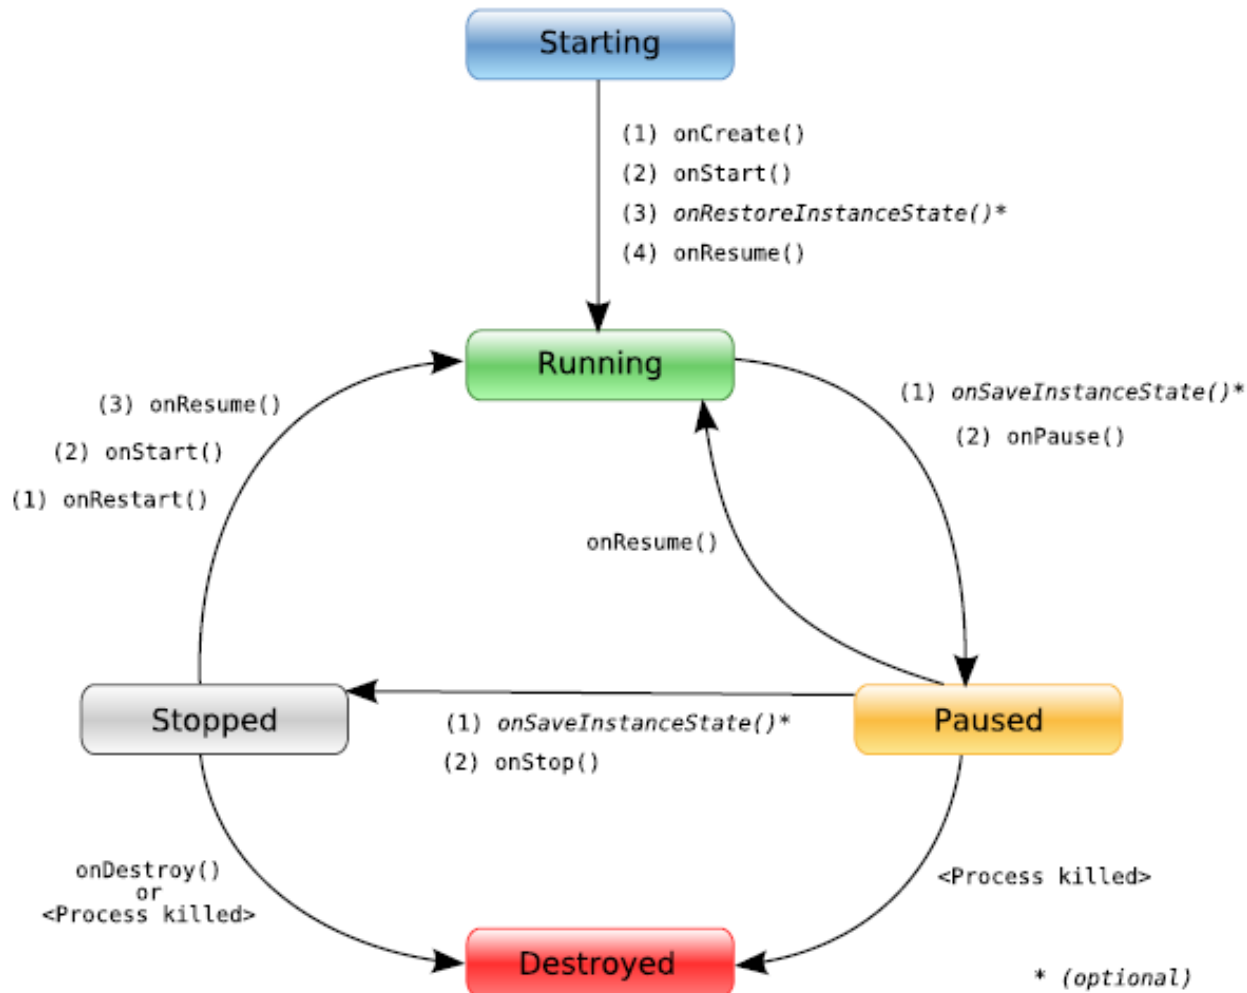 Starting
(1) onCreate()
(2) onStart()
(3) onRestoreInstanceState()*
(4) onResume()
Running
(3) onResume()
(2) onStart()
(1) onRestart()
(1) onSaveInstanceState()*
(2) onPause()
onResume()
Stopped
(1) onSaveInstanceState()*
(2) onStop()
Paused
onDestroy()
or
<Process killed>
<Process killed>
Destroyed
* (optional)